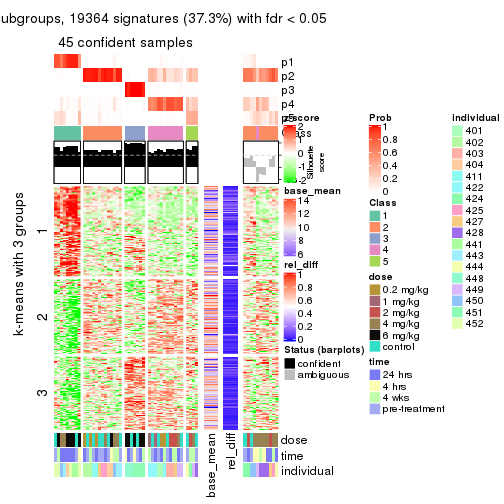 ubgroups, 19364 signatures (37.3%) with fdr < 0.05
45 confident samples
p1
p2
p3
p4
p5
Class
Silhouette
score
k-means with 3 groups
1
2
3
dose
time
individual
base_mean
rel_diff
z-score
2
1
0
-1
-2
base_mean
14
12
10
8
6
rel_diff
1
0.8
0.6
0.4
0.2
0
Status (barplots)
confident
ambiguous
Prob
1
0.8
0.6
0.4
0.2
0
Class
1
2
3
4
5
dose
0.2 mg/kg
1 mg/kg
2 mg/kg
4 mg/kg
6 mg/kg
control
time
24 hrs
4 hrs
4 wks
pre-treatment
individual
401
402
403
404
411
422
424
425
427
428
441
443
444
448
449
450
451
452